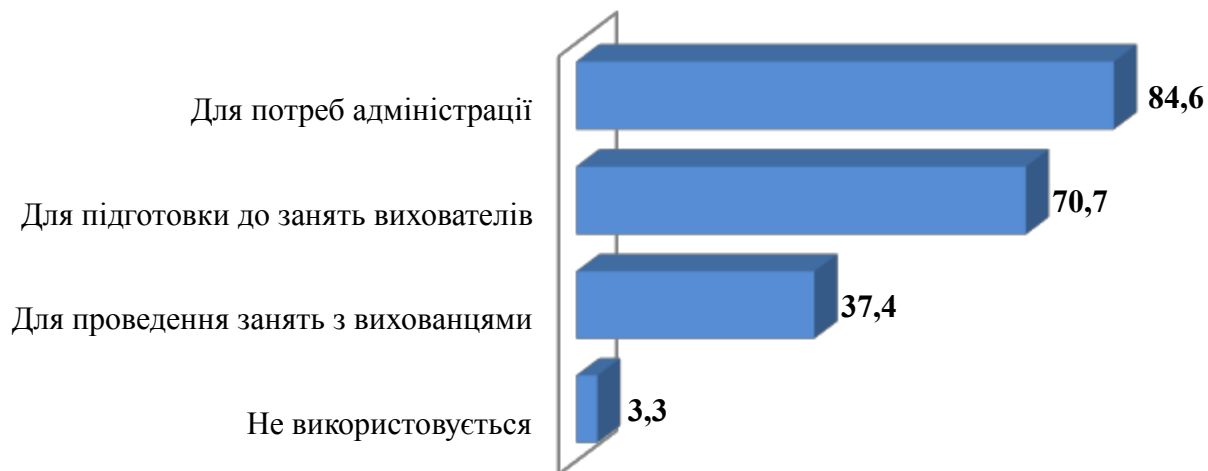 Для потреб адміністрації
84,6
Для підготовки до занять вихователів
70,7
Для проведення занять з вихованцями
37,4
Не використовується
3,3